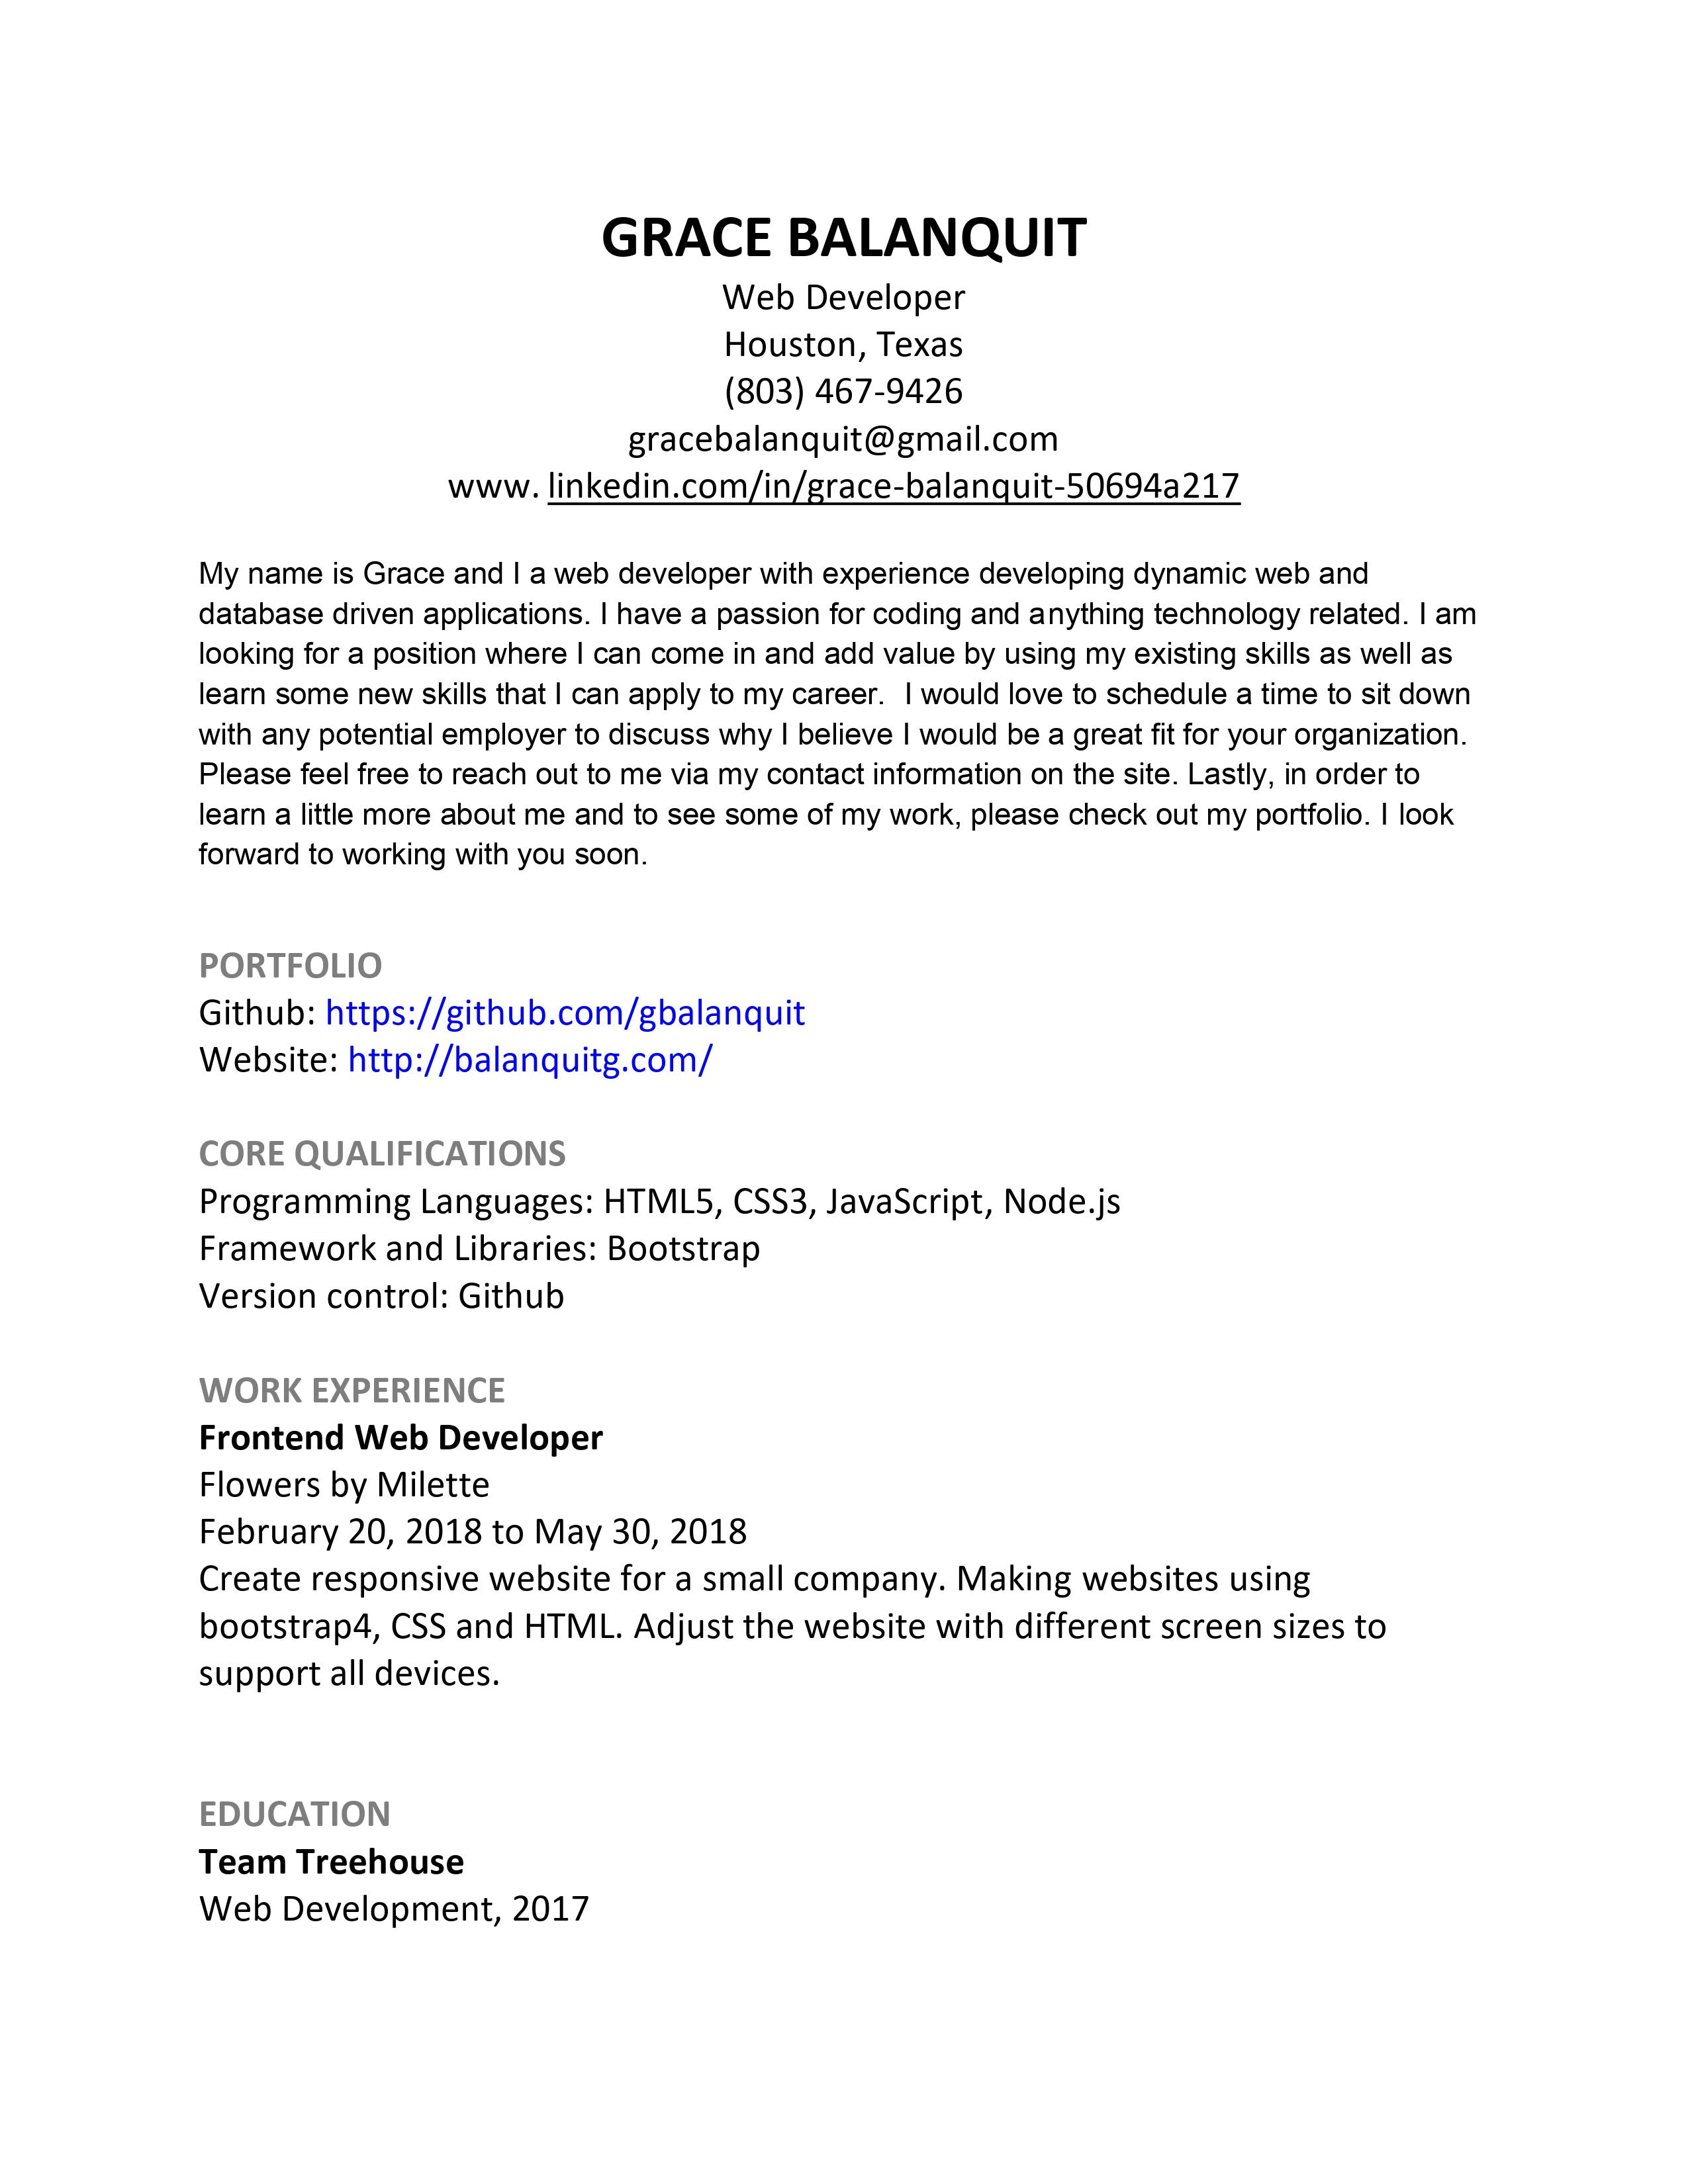 GRACE BALANQUIT
Web Developer
Houston, Texas
(803) 467-9426
gracebalanquit@gmail.com
www. linkedin.com/in/grace-balanquit-50694a217
My name is Grace and I a web developer with experience developing dynamic web and
database driven applications. I have a passion for coding and anything technology related. I am
looking for a position where I can come in and add value by using my existing skills as well as
learn some new skills that I can apply to my career.  I would love to schedule a time to sit down
with any potential employer to discuss why I believe I would be a great fit for your organization.
Please feel free to reach out to me via my contact information on the site. Lastly, in order to
learn a little more about me and to see some of my work, please check out my portfolio. I look
forward to working with you soon.
PORTFOLIO
Github: https://github.com/gbalanquit
Website: http://balanquitg.com/
CORE QUALIFICATIONS
Programming Languages: HTML5, CSS3, JavaScript, Node.js
Framework and Libraries: Bootstrap
Version control: Github
WORK EXPERIENCE
Frontend Web Developer
Flowers by Milette
February 20, 2018 to May 30, 2018
Create responsive website for a small company. Making websites using
bootstrap4, CSS and HTML. Adjust the website with different screen sizes to
support all devices.
EDUCATION
Team Treehouse
Web Development, 2017